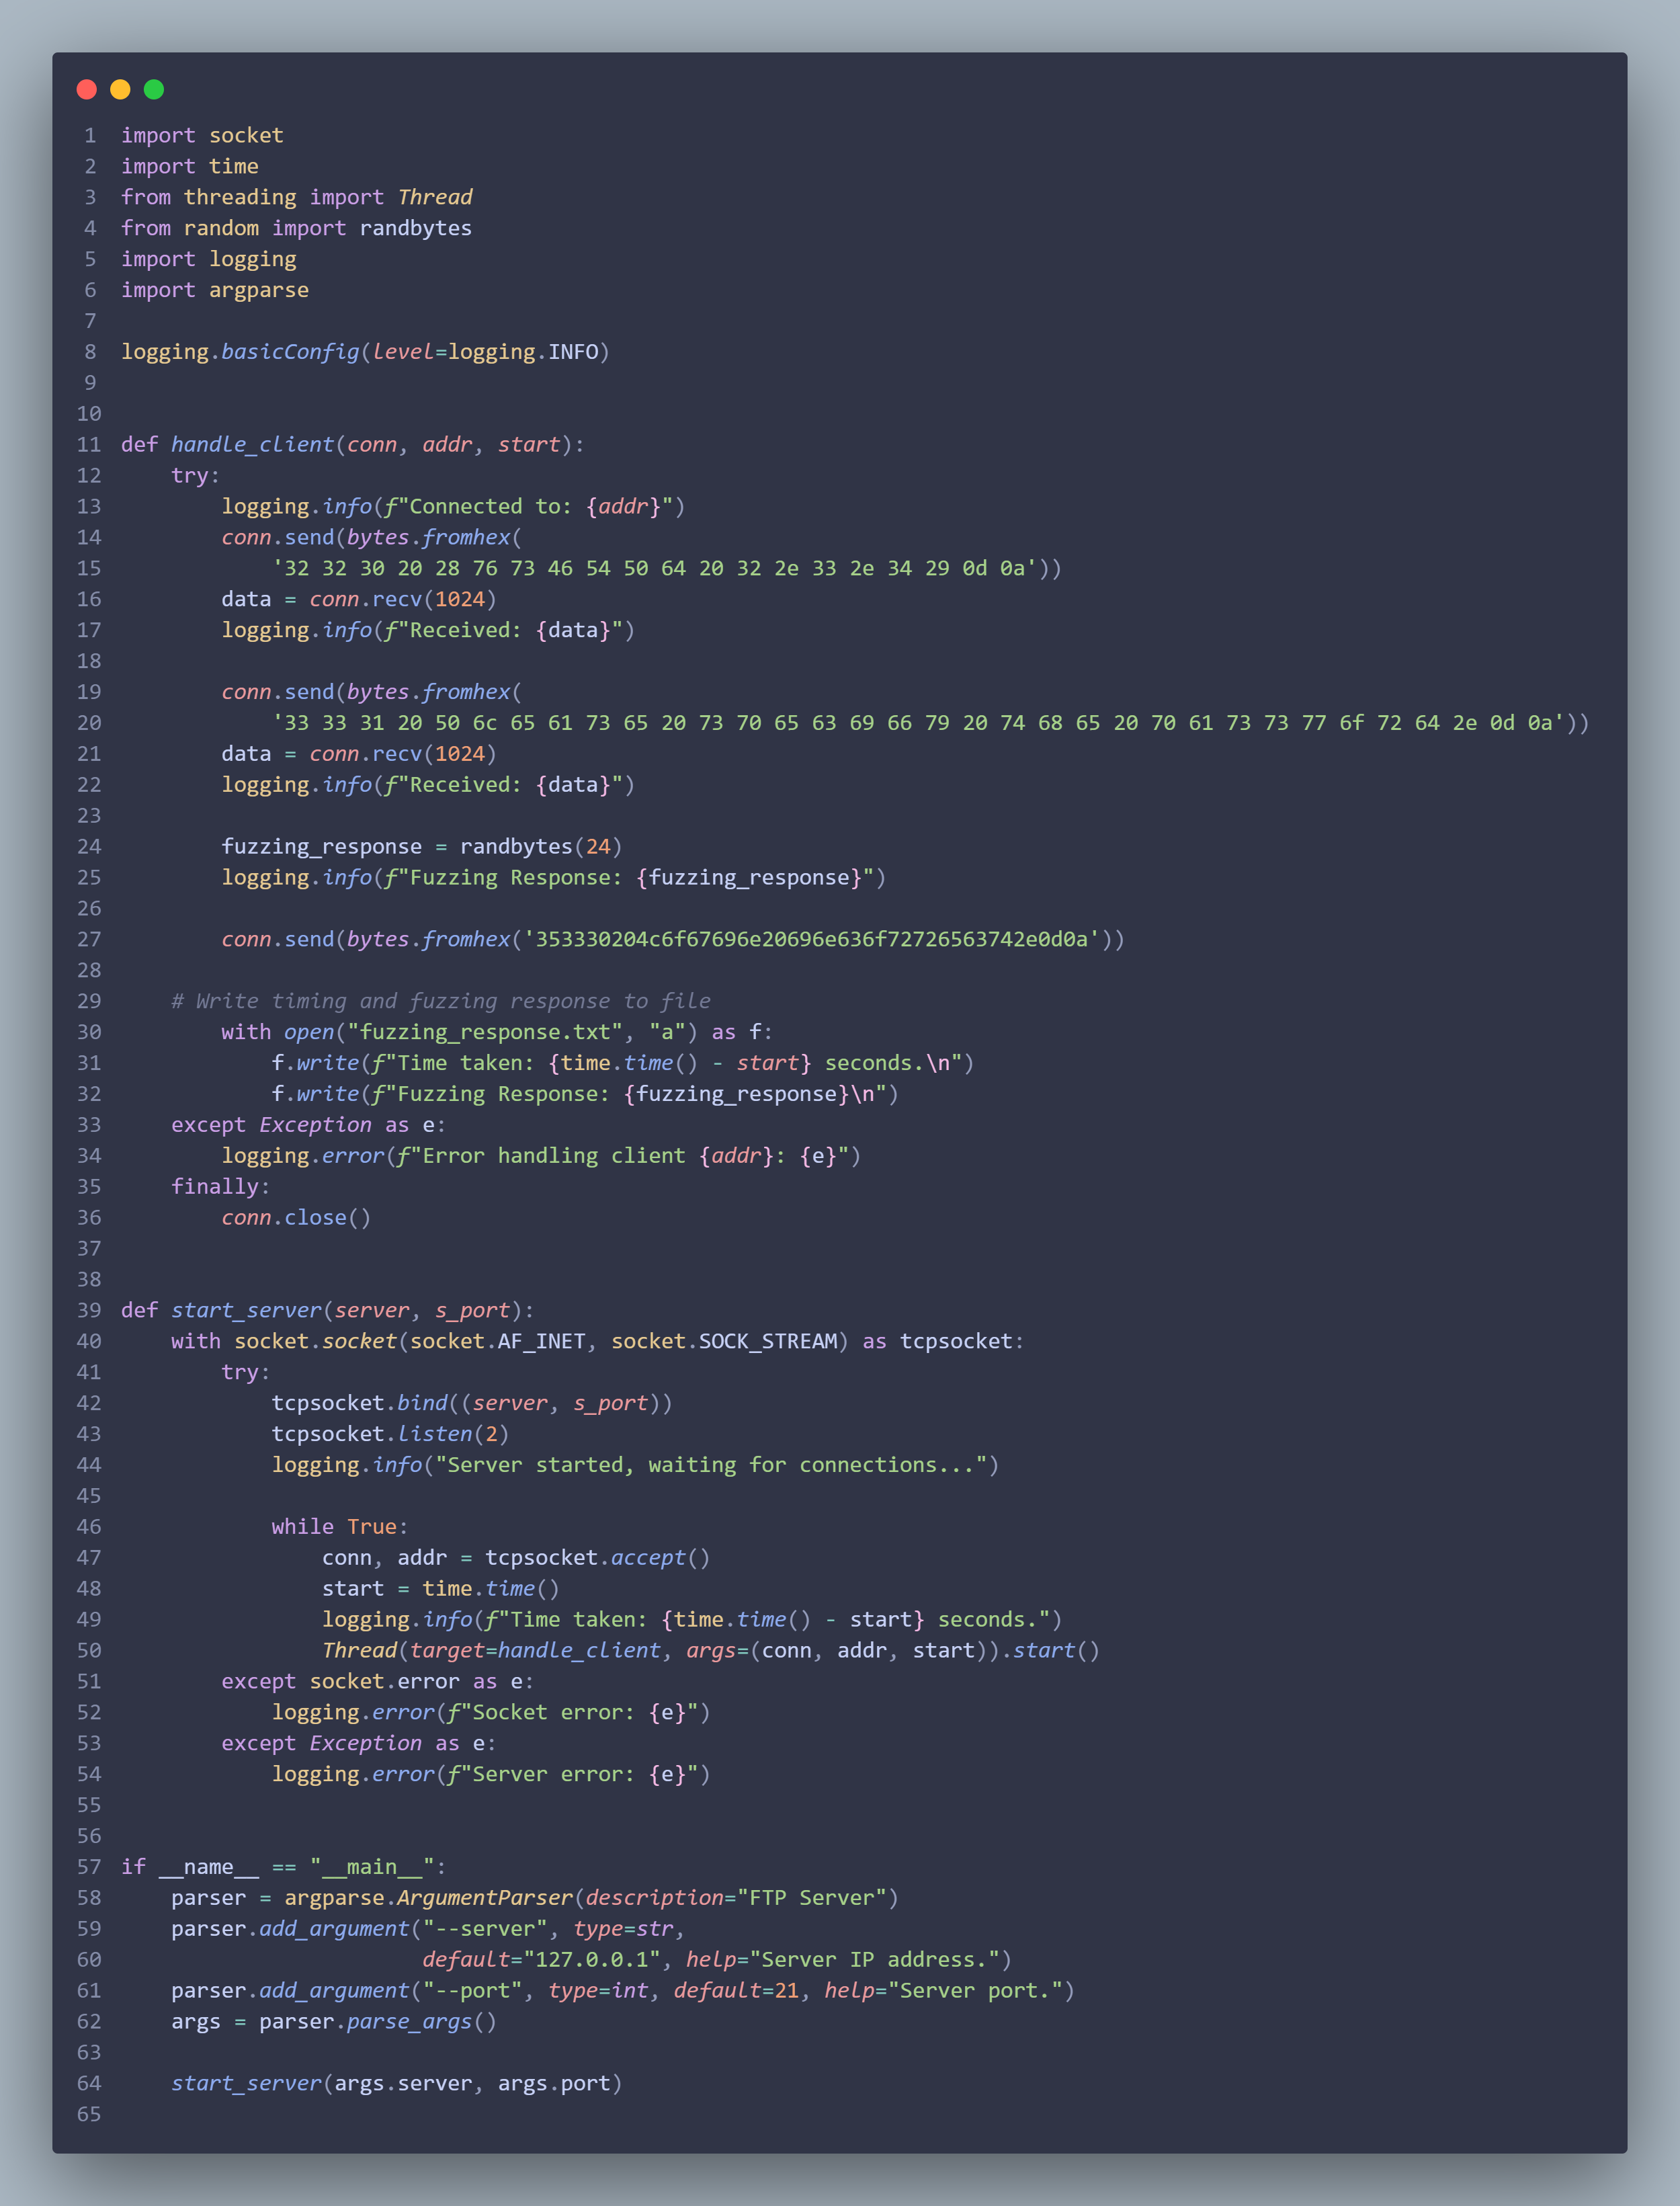 1 import socket
2 import time
3 from threading import Thread
4 from random import randbytes
5 import logging
6 import argparse
7
8 logging.basicConfig(level=logging.INFO)
9
10
11 def handle_client(conn, addr, start):
12     try:
13         logging.info(f"Connected to: {addr}")
14         conn.send(bytes.fromhex(
15             '32 32 30 20 28 76 73 46 54 50 64 20 32 2e 33 2e 34 29 0d 0a'))
16         data = conn.recv(1024)
17         logging.info(f"Received: {data}")
18
19         conn.send(bytes.fromhex(
20             '33 33 31 20 50 6c 65 61 73 65 20 73 70 65 63 69 66 79 20 74 68 65 20 70 61 73 73 77 6f 72 64 2e 0d 0a'))
21         data = conn.recv(1024)
22         logging.info(f"Received: {data}")
23
24         fuzzing_response = randbytes(24)
25         logging.info(f"Fuzzing Response: {fuzzing_response}")
26
27         conn.send(bytes.fromhex('353330204c6f67696e20696e636f72726563742e0d0a'))
28
29     # Write timing and fuzzing response to file
30         with open("fuzzing_response.txt", "a") as f:
31             f.write(f"Time taken: {time.time() - start} seconds.\n")
32             f.write(f"Fuzzing Response: {fuzzing_response}\n")
33     except Exception as e:
34         logging.error(f"Error handling client {addr}: {e}")
35     finally:
36         conn.close()
37
38
39 def start_server(server, s_port):
40     with socket.socket(socket.AF_INET, socket.SOCK_STREAM) as tcpsocket:
41         try:
42             tcpsocket.bind((server, s_port))
43             tcpsocket.listen(2)
44             logging.info("Server started, waiting for connections...")
45
46             while True:
47                 conn, addr = tcpsocket.accept()
48                 start = time.time()
49                 logging.info(f"Time taken: {time.time() - start} seconds.")
50                 Thread(target=handle_client, args=(conn, addr, start)).start()
51         except socket.error as e:
52             logging.error(f"Socket error: {e}")
53         except Exception as e:
54             logging.error(f"Server error: {e}")
55
56
57 if __name__ == "__main__":
58     parser = argparse.ArgumentParser(description="FTP Server")
59     parser.add_argument("--server", type=str,
60                         default="127.0.0.1", help="Server IP address.")
61     parser.add_argument("--port", type=int, default=21, help="Server port.")
62     args = parser.parse_args()
63
64     start_server(args.server, args.port)
65